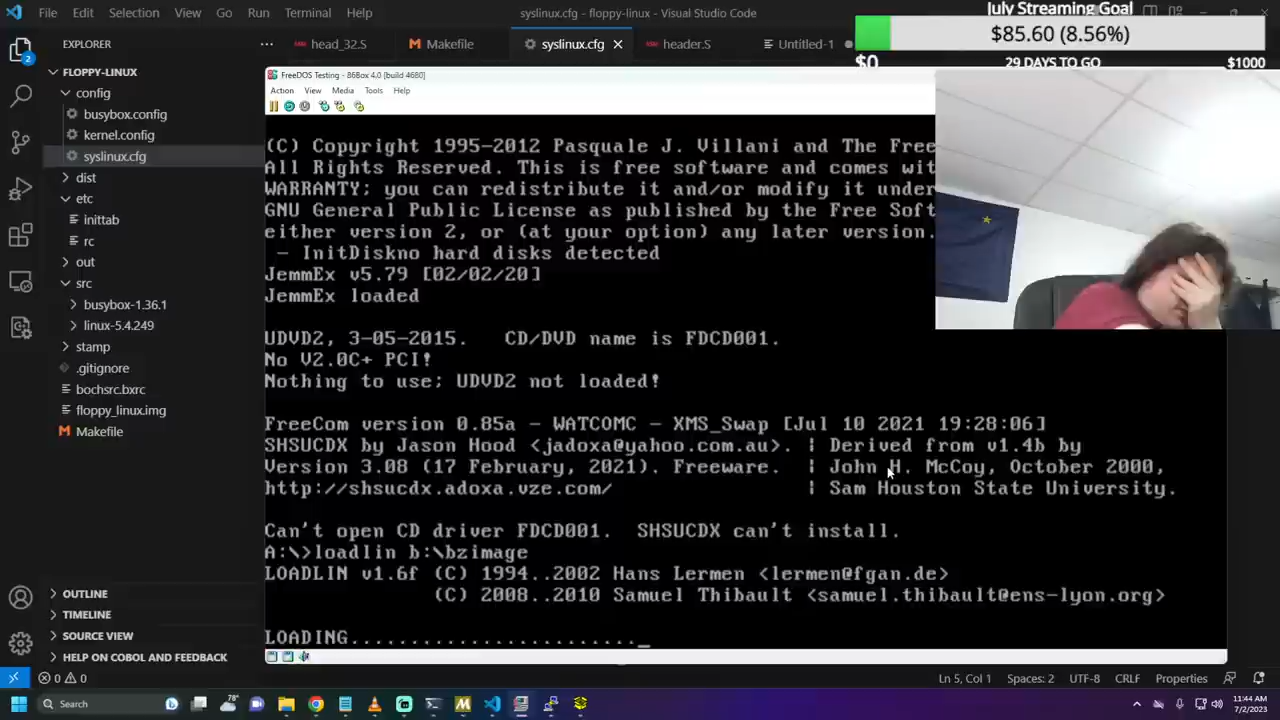 File Edit Selection View Go Run Terminal Help
syslinux.cfg - floppy-linux - Visual Studio Code
July Streaming Goal
$85.60 (8.56%)
$0 29 DAYS TO GO $1000
EXPLORER
head_32.S
Makefile
syslinux.cfg
header.S
Untitled-1
FLOPPY-LINUX
config
busybox.config
kernel.config
syslinux.cfg
dist
etc
inittab
rc
out
src
busybox-1.36.1
linux-5.4.249
stamp
.gitignore
bochsrc.bxrc
floppy_linux.img
Makefile
OUTLINE
TIMELINE
SOURCE VIEW
HELP ON COBOL AND FEEDBACK
FreeDOS Testing - 86Box 4.0 [build 4680]
Action View Media Tools Help
(C) Copyright 1995-2012 Pasquale J. Villani and The Free
All Rights Reserved. This is free software and comes wit
WARRANTY; you can redistribute it and/or modify it under
GNU General Public License as published by the Free Soft
either version 2, or (at your option) any later version.
- InitDiskno hard disks detected
JemmEx v5.79 [02/02/20]
JemmEx loaded
UDVD2, 3-05-2015. CD/DVD name is FDCD001.
No V2.0C+ PCI!
Nothing to use; UDVD2 not loaded!
FreeCom version 0.85a - WATCOMC - XMS_Swap [Jul 10 2021 19:28:06]
SHSUCDX by Jason Hood <jadoxa@yahoo.com.au>. | Derived from v1.4b by
Version 3.08 (17 February, 2021). Freeware. | John H. McCoy, October 2000,
http://shsucdx.adoxa.vze.com/ | Sam Houston State University.
Can't open CD driver FDCD001. SHSUCDX can't install.
A:\>loadlin b:\bzimage
LOADLIN v1.6f (C) 1994..2002 Hans Lermen <lermen@fgan.de>
(C) 2008..2010 Samuel Thibault <samuel.thibault@ens-lyon.org>
LOADING........................_
0 0
Ln 5, Col 1 Spaces: 2 UTF-8 CRLF Properties
Search
78°
11:44 AM
7/2/2023